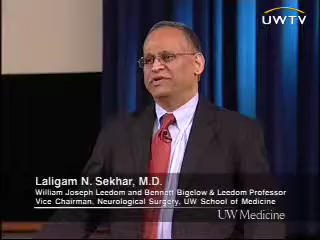 UWTV
Laligam N. Sekhar, M.D.
William Joseph Leedom and Bennett Bigelow & Leedom Professor
Vice Chairman, Neurological Surgery, UW School of Medicine
UW Medicine